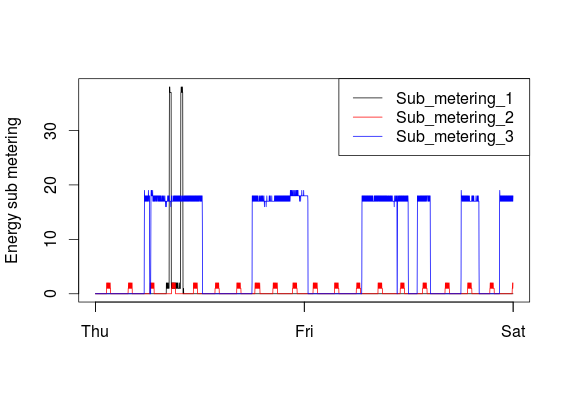 Sub_metering_1
Sub_metering_2
Sub_metering_3
Energy sub metering
0
10
20
30
Thu
Fri
Sat